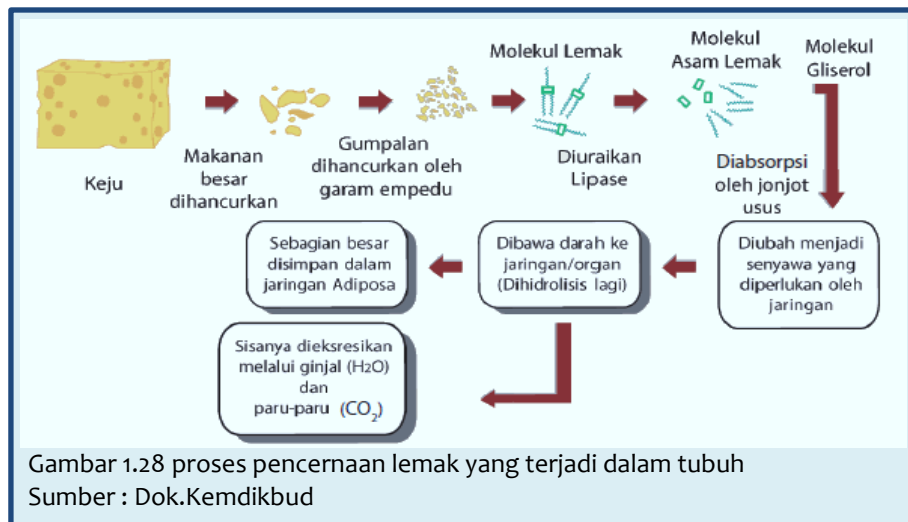 Keju
Makanan
besar
dihancurkan
Gumpalan
dihancurkan oleh
garam empedu
Molekul Lemak
Diuraikan
Lipase
Molekul
Asam Lemak
Molekul
Gliserol
Diabsorpsi
oleh jonjot
usus
Diubah menjadi
senyawa yang
diperlukan oleh
jaringan
Dibawa darah ke
jaringan/organ
(Dihidrolisis lagi)
Sebagian besar
disimpan dalam
jaringan Adiposa
Sisanya dieksresikan
melalui ginjal (H2O)
dan
paru-paru (CO₂)
Gambar 1.28 proses pencernaan lemak yang terjadi dalam tubuh
Sumber : Dok.Kemdikbud